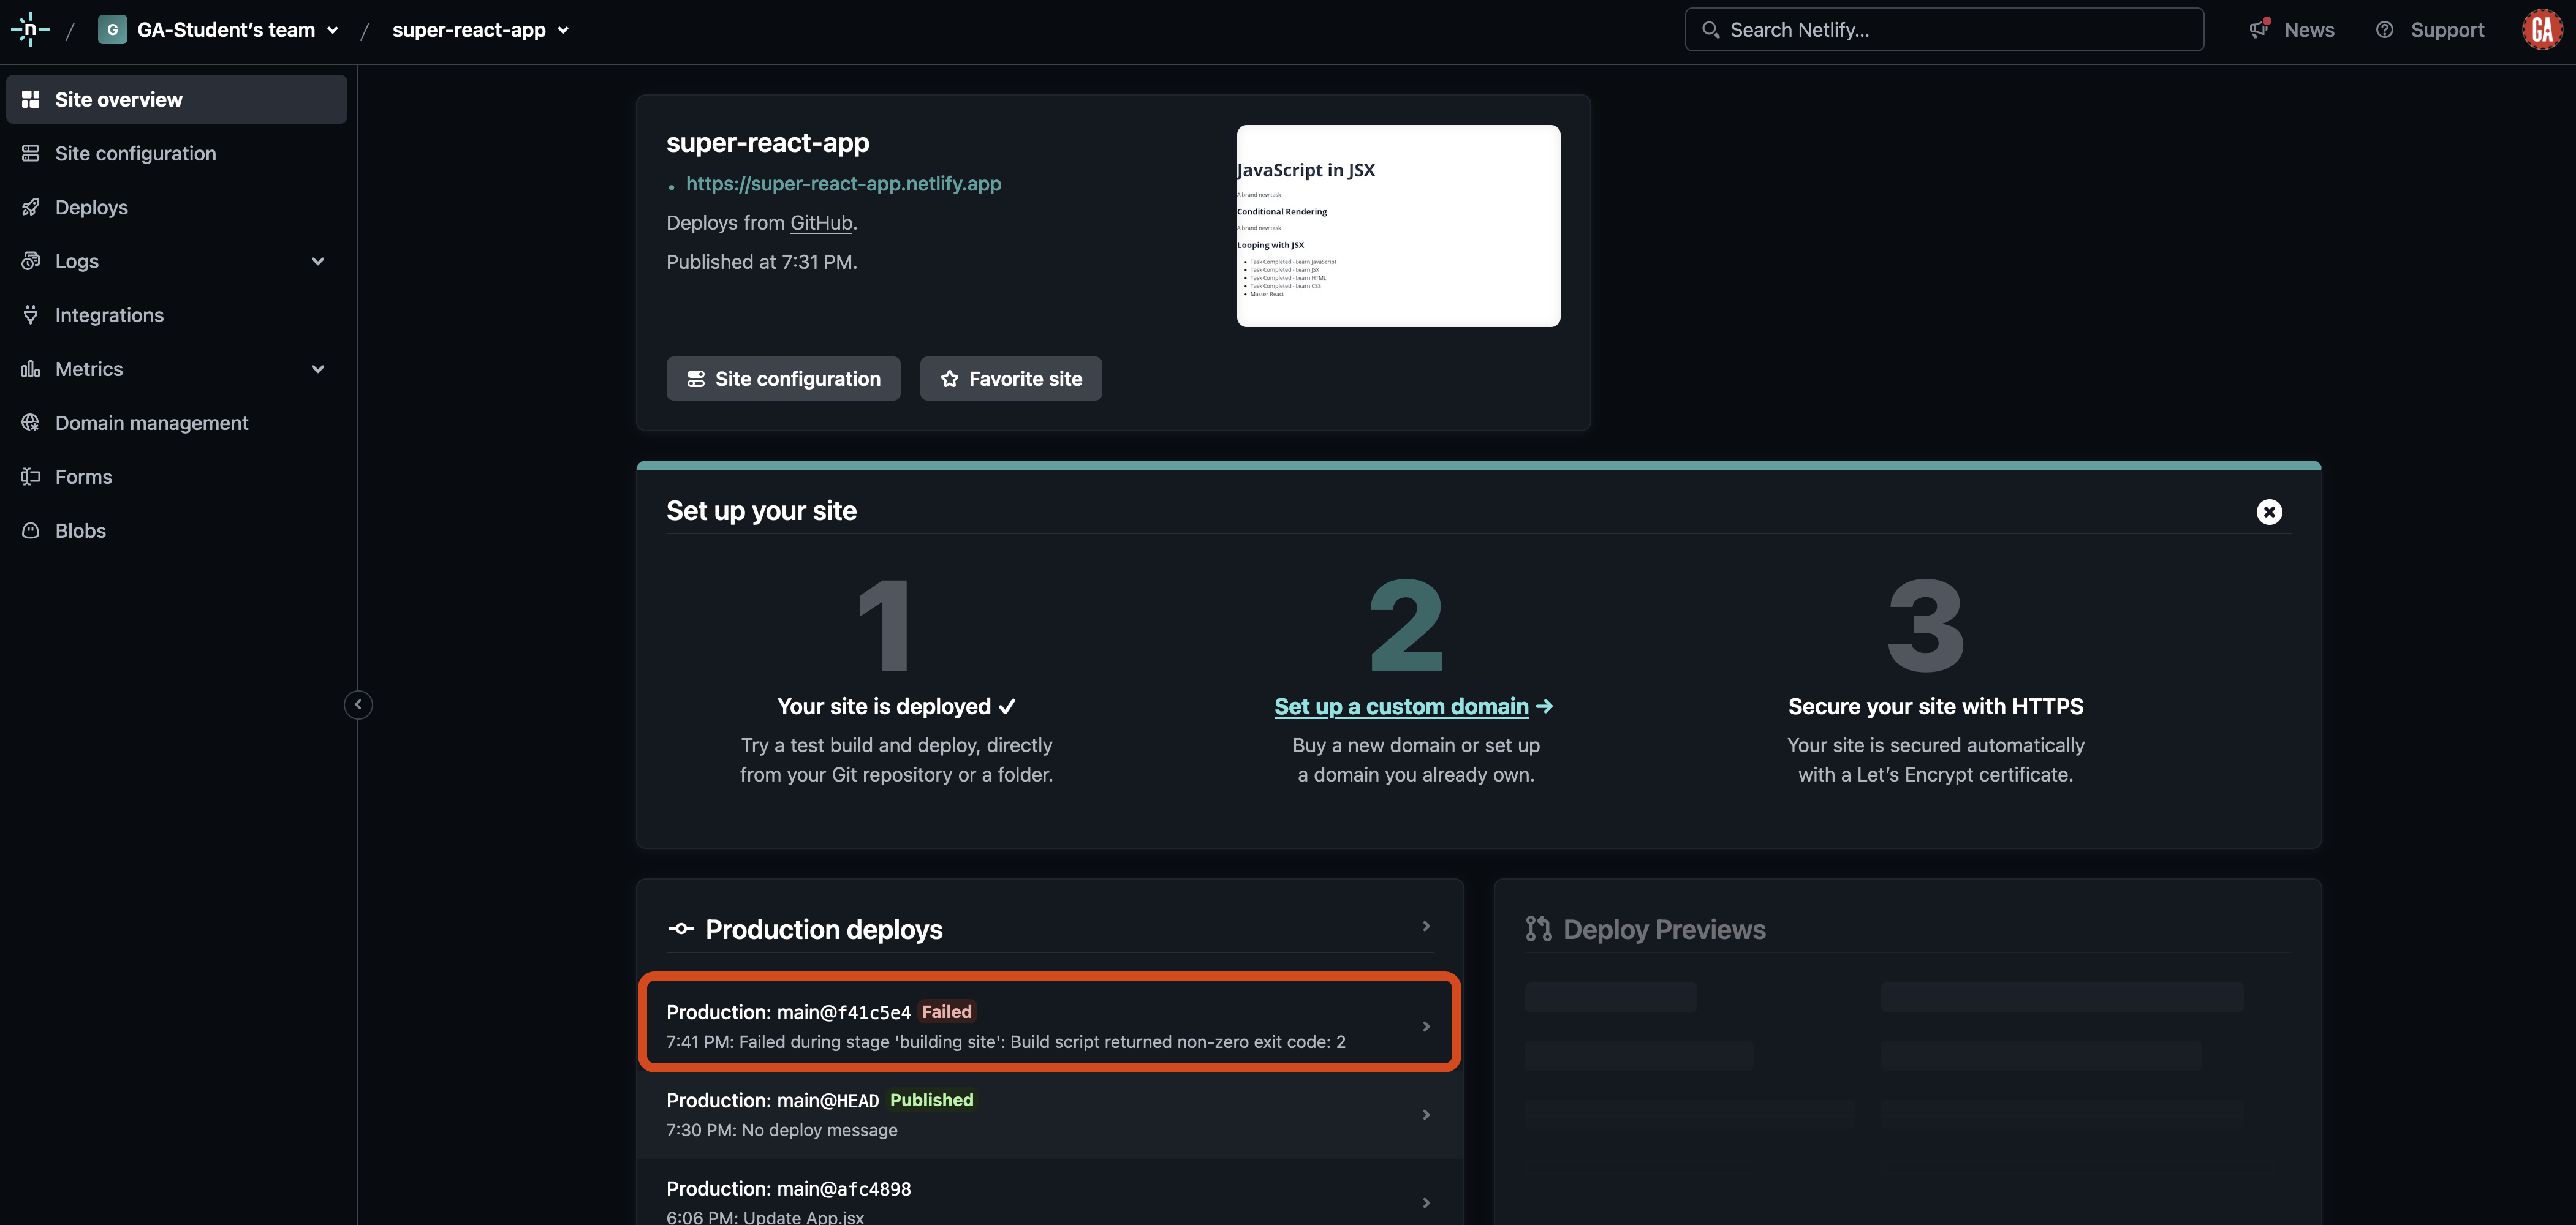 n / G GA-Student’s team / super-react-app
Search Netlify...
News
Support
GA
Site overview
Site configuration
Deploys
Logs
Integrations
Metrics
Domain management
Forms
Blobs
super-react-app
https://super-react-app.netlify.app
Deploys from GitHub.
Published at 7:31 PM.
Site configuration
Favorite site
JavaScript in JSX
A brand new task
Conditional Rendering
A brand new task
Looping with JSX
Task Completed - Learn JavaScript
Task Completed - Learn JSX
Task Completed - Learn HTML
Task Completed - Learn CSS
Master React
Set up your site
1
Your site is deployed ✓
Try a test build and deploy, directly
from your Git repository or a folder.
2
Set up a custom domain →
Buy a new domain or set up
a domain you already own.
3
Secure your site with HTTPS
Your site is secured automatically
with a Let’s Encrypt certificate.
Production deploys
Production: main@f41c5e4 Failed
7:41 PM: Failed during stage 'building site': Build script returned non-zero exit code: 2
Production: main@HEAD Published
7:30 PM: No deploy message
Production: main@afc4898
6:06 PM: Update App.jsx
Deploy Previews